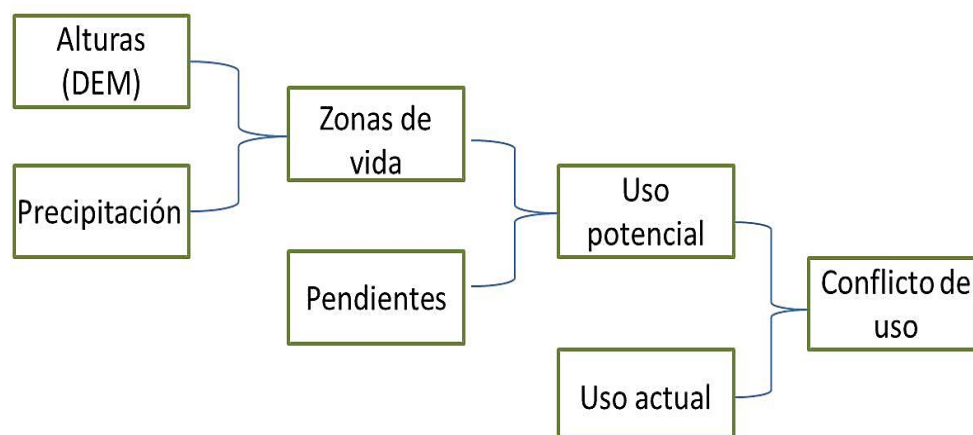 Alturas
(DEM)
Precipitación
Zonas de
vida
Pendientes
Uso
potencial
Uso actual
Conflicto de
uso